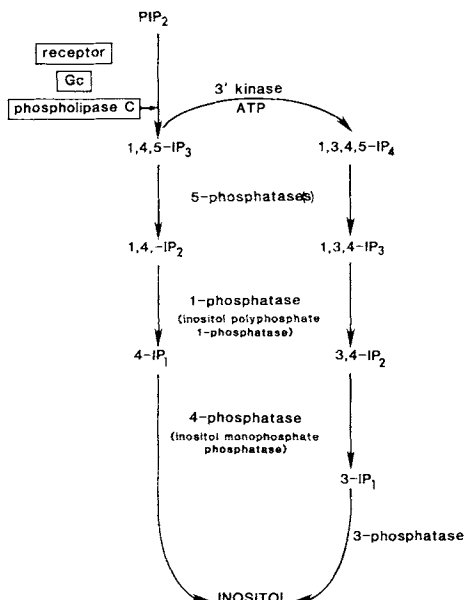 PIP2
receptor
Gc
phospholipase C
3' kinase
ATP
1,4,5-IP3
1,3,4,5-IP4
5-phosphatase(s)
1,4,-IP2
1,3,4-IP3
1-phosphatase
(inositol polyphosphate
1-phosphatase)
4-IP1
3,4-IP2
4-phosphatase
(inositol monophosphate
phosphatase)
3-IP1
3-phosphatase
INOSITOL